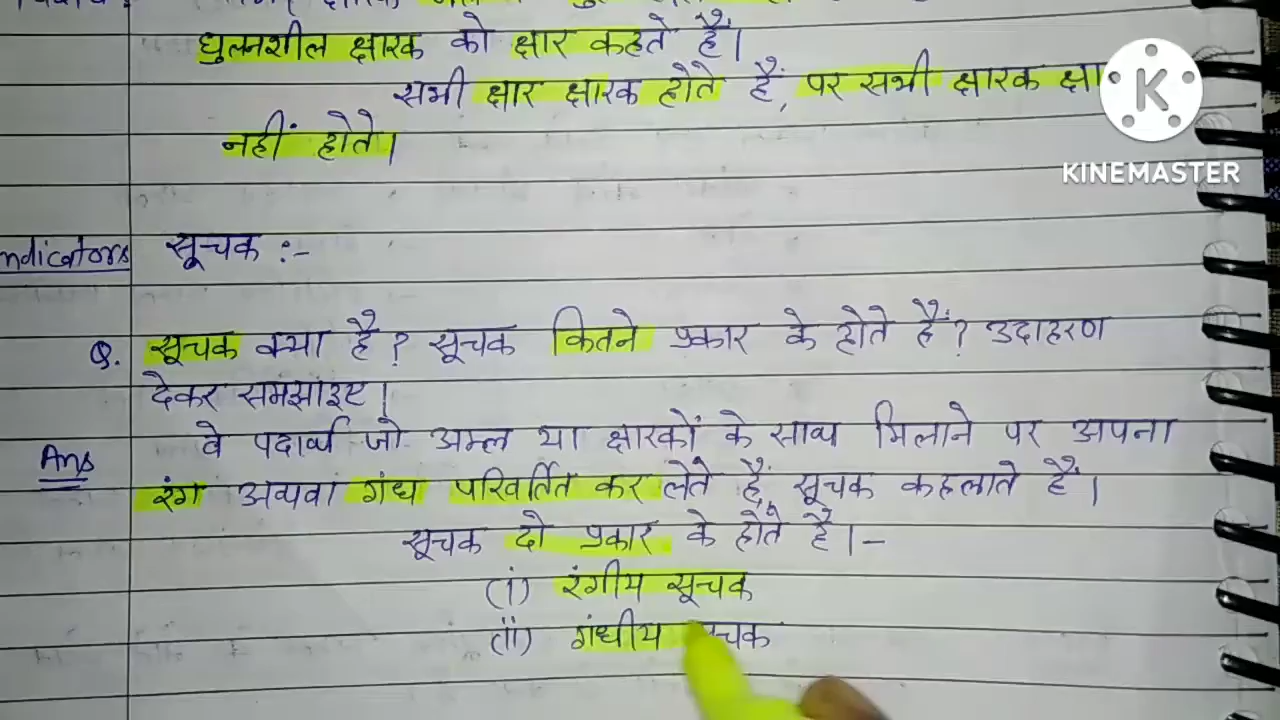 घुलनशील क्षारक को क्षार कहते हैं।
सभी क्षार क्षारक होते हैं, पर सभी क्षारक
नहीं होते।
KINEMASTER
सूचक :-
Q. सूचक क्या है? सूचक कितने प्रकार के होते हैं? उदाहरण
देकर समझाइए।
Ans वे पदार्थ जो अम्ल या क्षारकों के साथ मिलाने पर अपना
रंग अथवा गंध परिवर्तित कर लेते हैं, सूचक कहलाते हैं।
सूचक दो प्रकार के होते हैं।-
(i) रंगीय सूचक
(ii) गंधीय